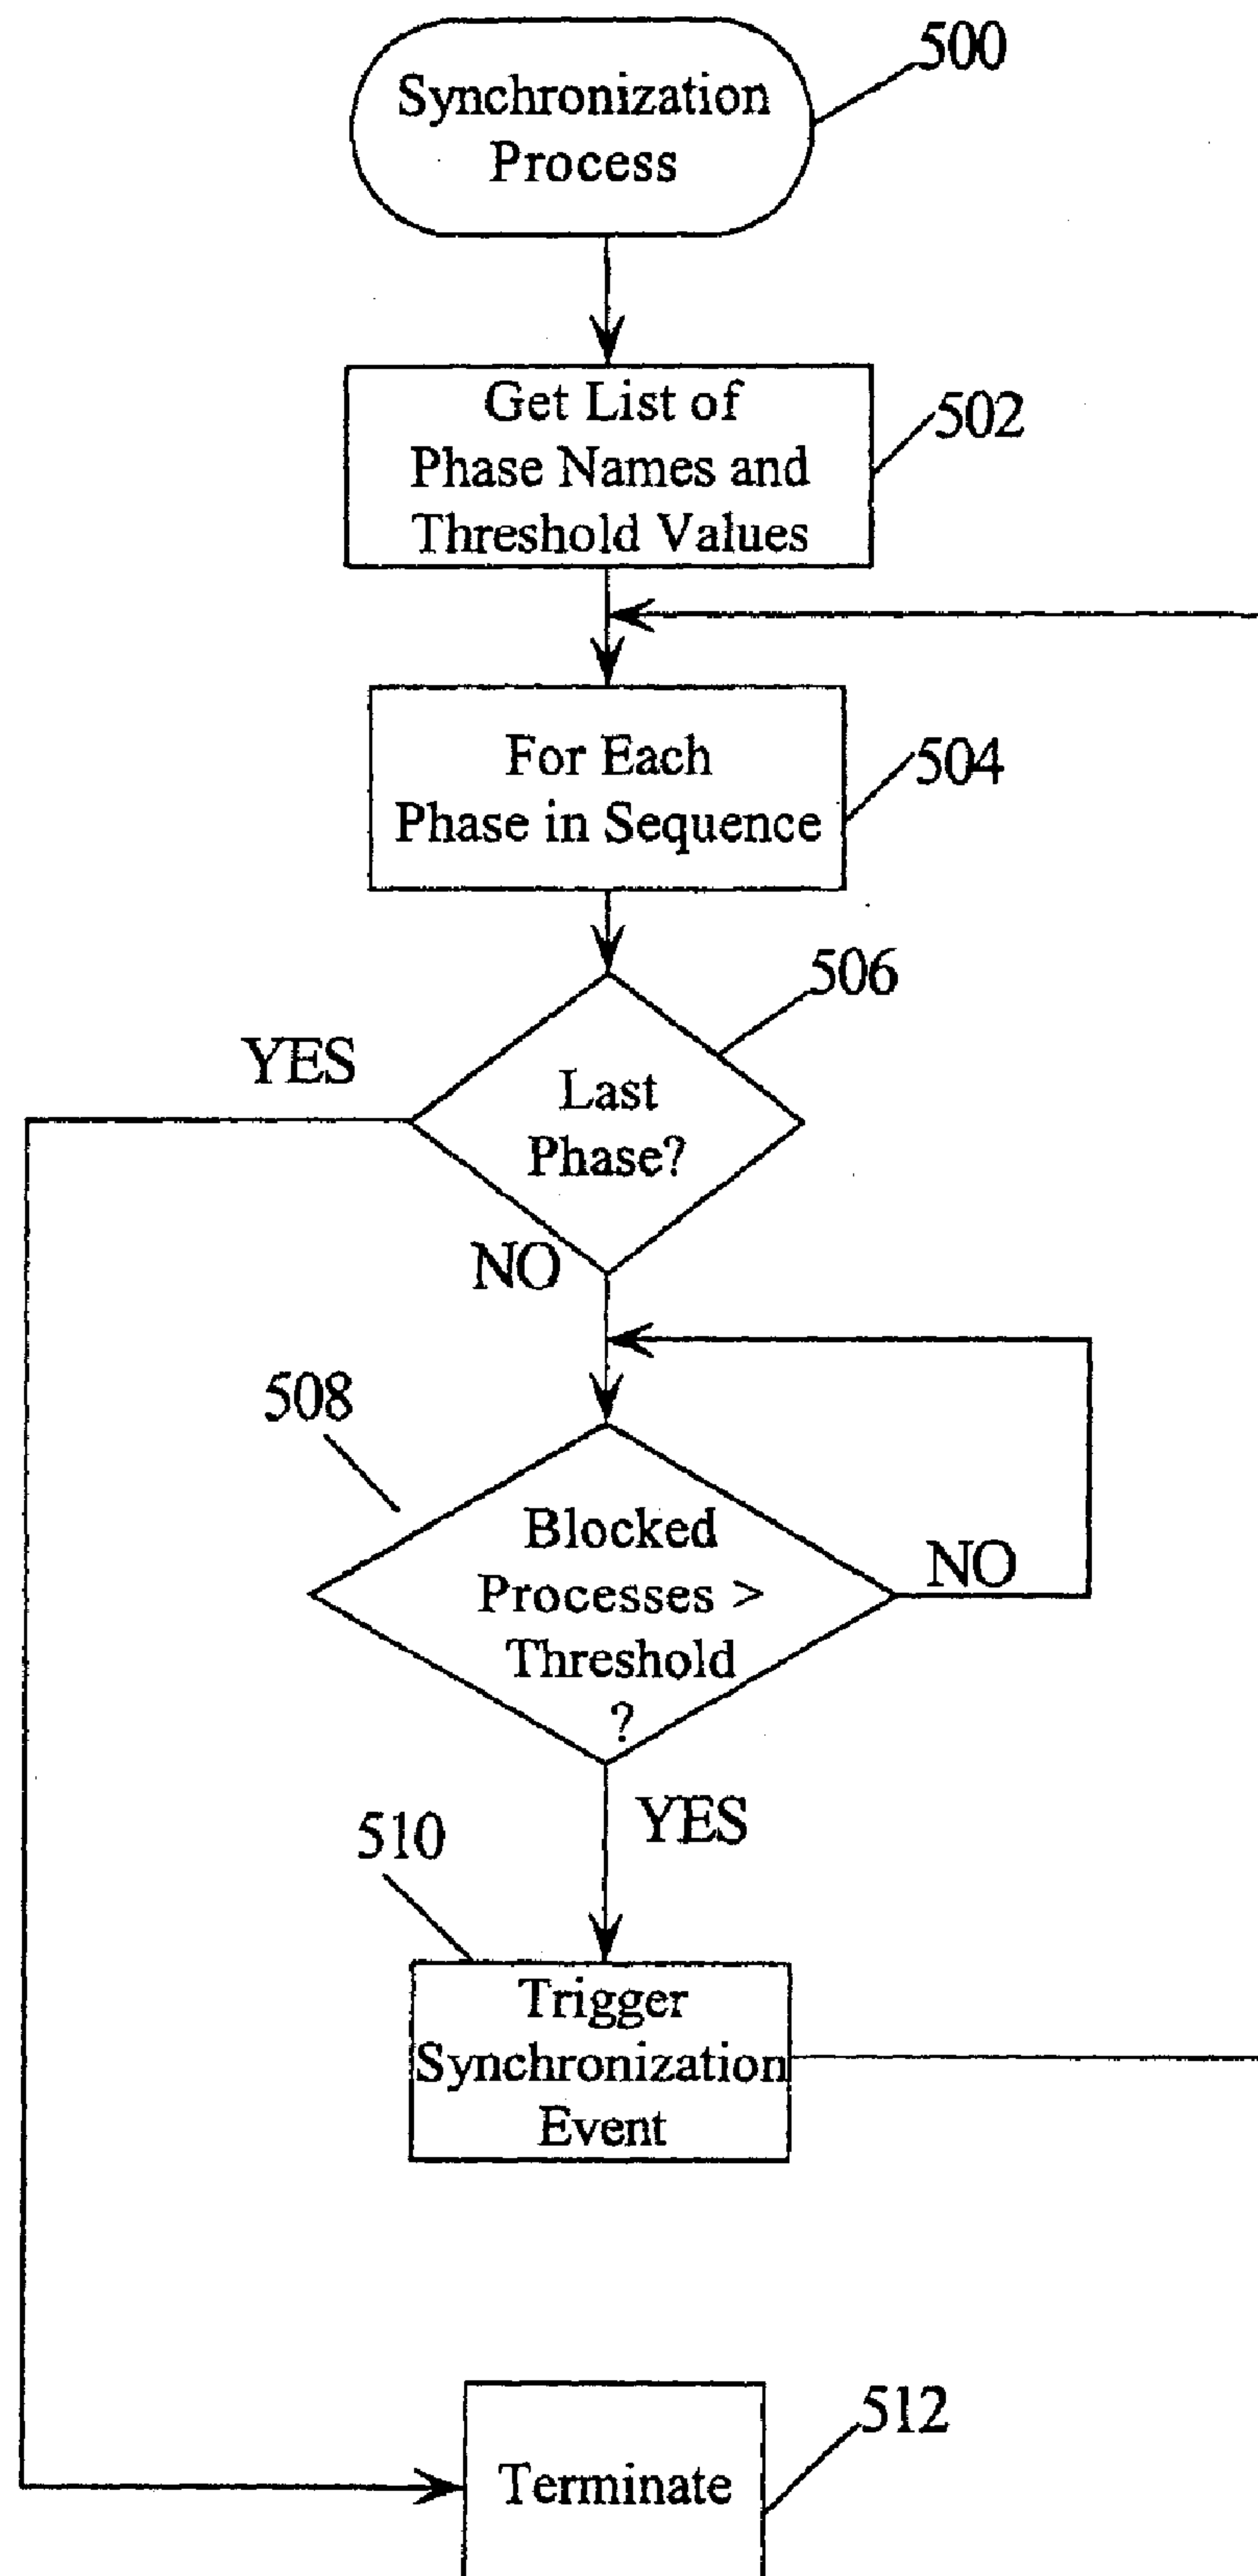 500
Synchronization
Process
Get List of
Phase Names and
Threshold Values
502
For Each
Phase in Sequence
504
506
YES
Last
Phase?
NO
508
Blocked
Processes >
Threshold
?
NO
YES
510
Trigger
Synchronization
Event
512
Terminate